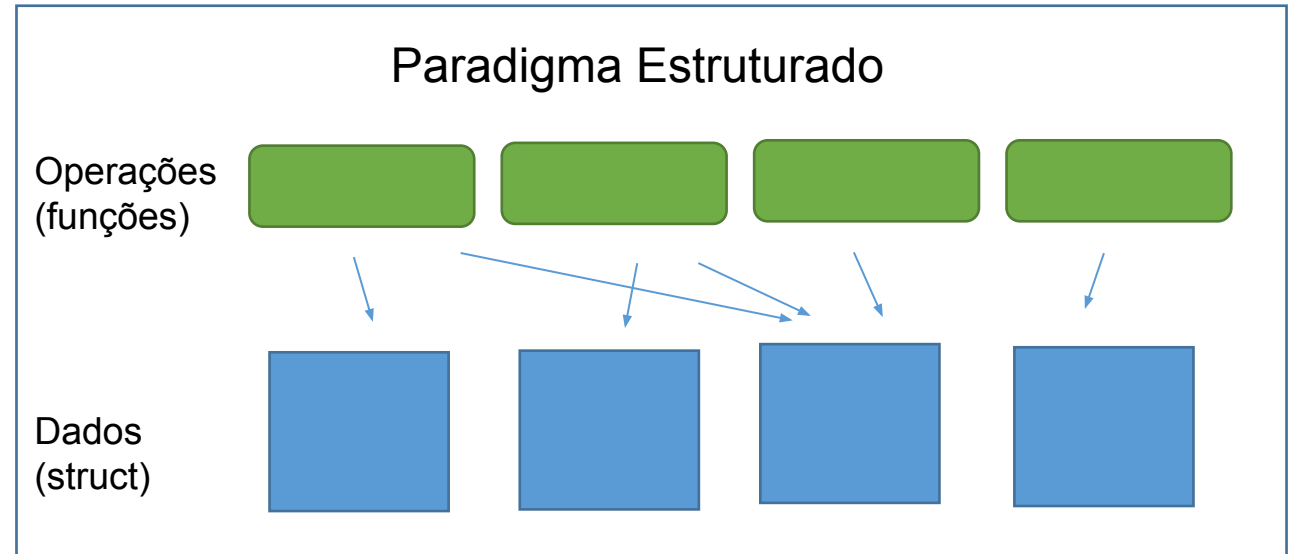 Paradigma Estruturado
Operações
(funções)
Dados
(struct)